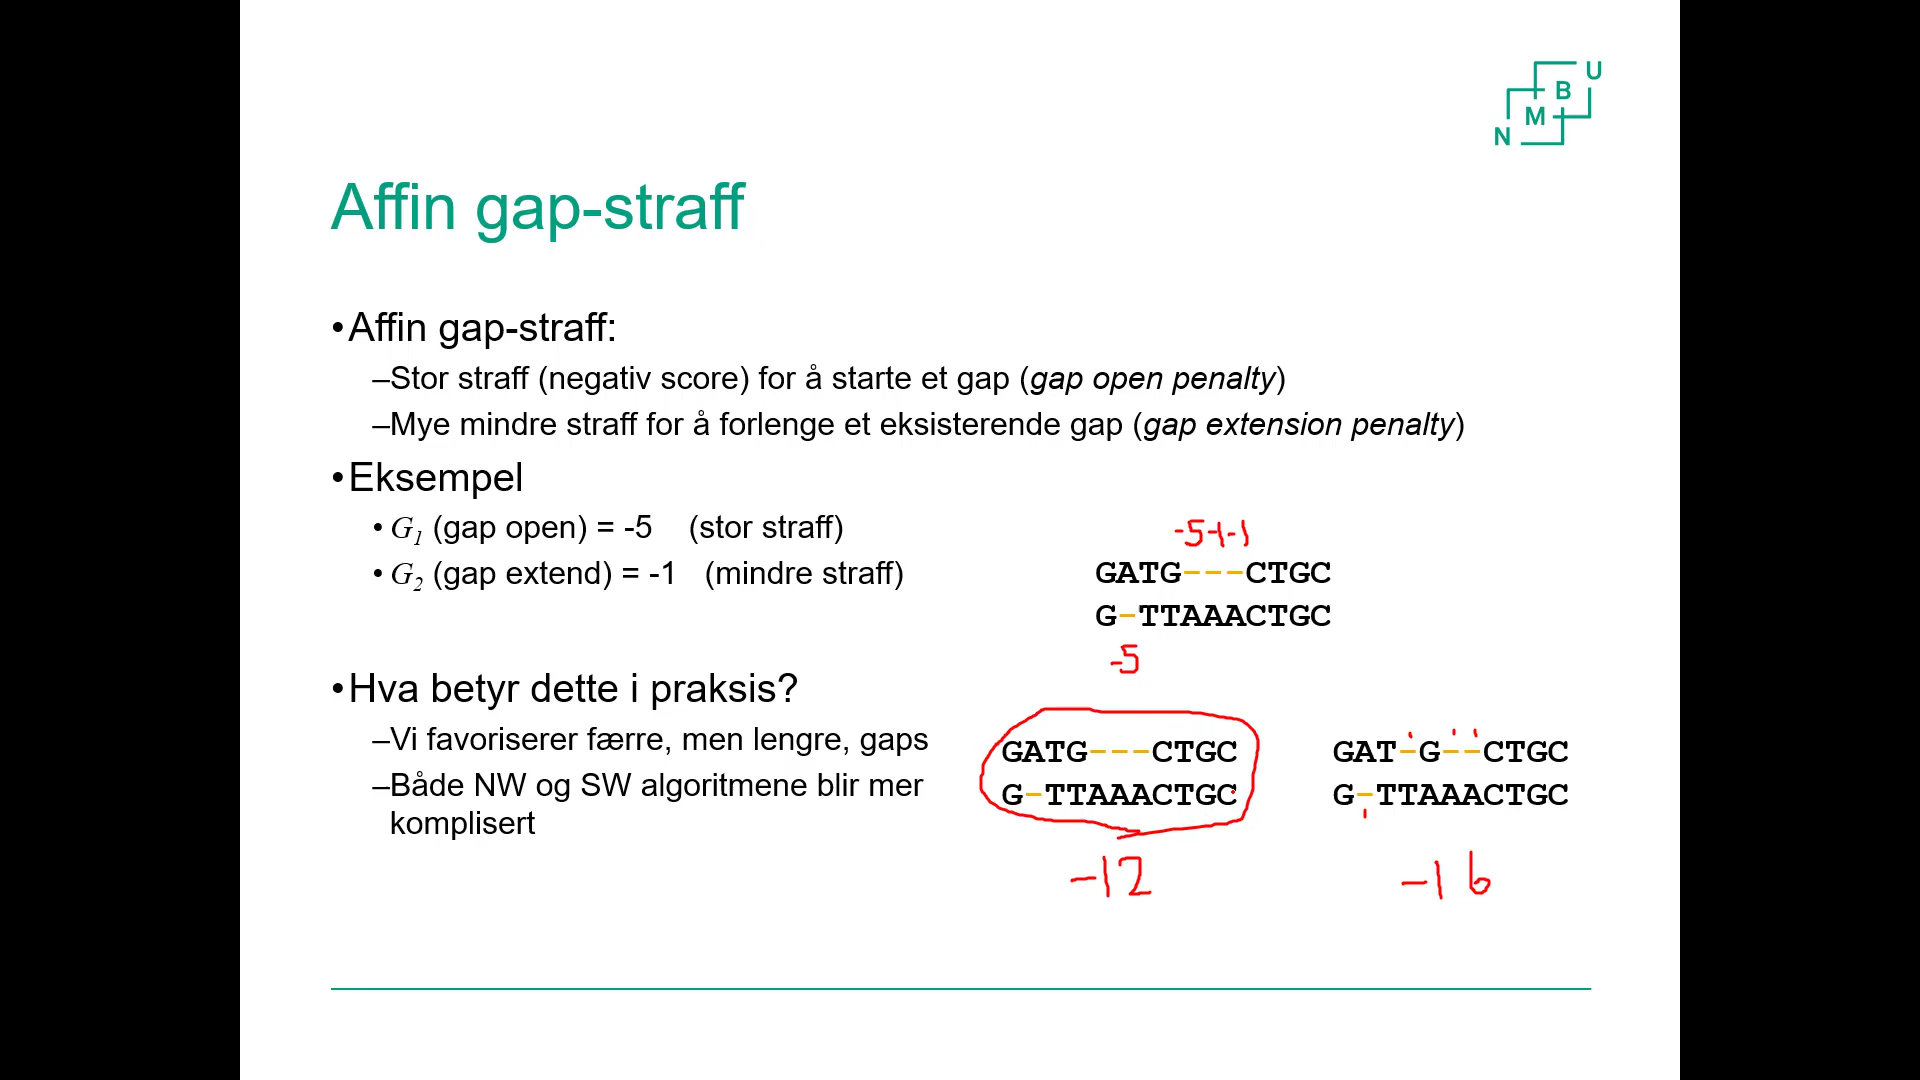 U
B
M
N
Affin gap-straff
•Affin gap-straff:
–Stor straff (negativ score) for å starte et gap (gap open penalty)
–Mye mindre straff for å forlenge et eksisterende gap (gap extension penalty)
•Eksempel
• G1 (gap open) = -5 (stor straff)
• G2 (gap extend) = -1 (mindre straff)
-5-1-1
GATG---CTGC
G-TTAAACTGC
-5
•Hva betyr dette i praksis?
–Vi favoriserer færre, men lengre, gaps
–Både NW og SW algoritmene blir mer
komplisert
GATG---CTGC
G-TTAAACTGC
-12
GAT-G--CTGC
G-TTAAACTGC
-16